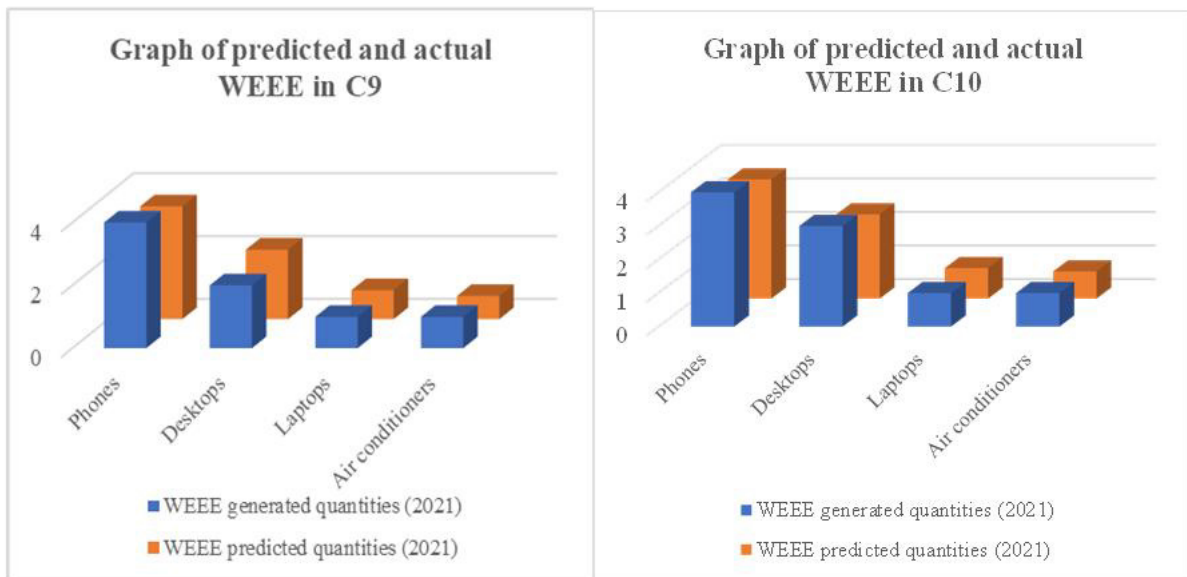 Graph of predicted and actual
WEEE in C9
4
2
0
Phones
Desktops
Laptops
Air conditioners
WEEE generated quantities (2021)
WEEE predicted quantities (2021)
Graph of predicted and actual
WEEE in C10
4
3
2
1
0
Phones
Desktops
Laptops
Air conditioners
WEEE generated quantities (2021)
WEEE predicted quantities (2021)